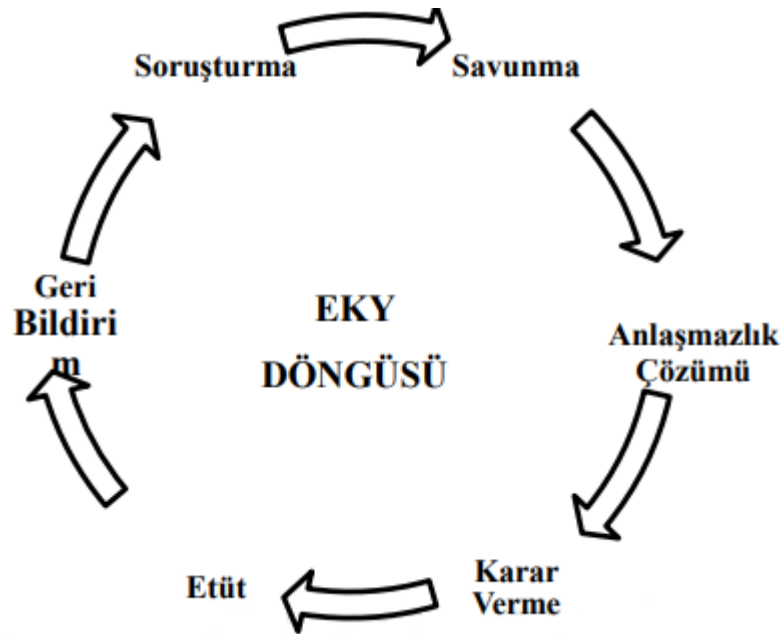 Soruşturma
Savunma
Anlaşmazlık
Çözümü
Karar
Verme
Etüt
Geri
Bildiri
m
EKY
DÖNGÜSÜ